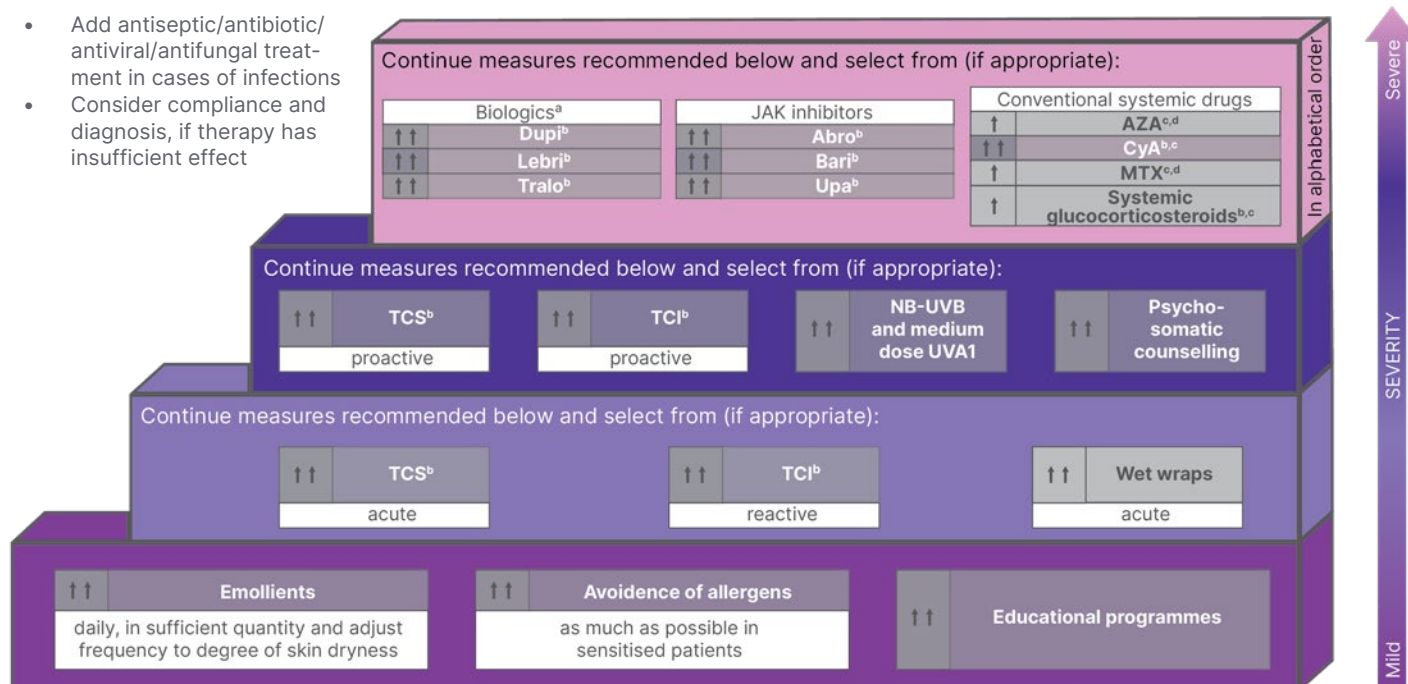 • Add antiseptic/antibiotic/
antiviral/antifungal treat-
ment in cases of infections
• Consider compliance and
diagnosis, if therapy has
insufficient effect
Continue measures recommended below and select from (if appropriate):
Biologicsᵃ
↑↑ Dupiᵇ
↑↑ Lebriᵇ
↑↑ Traloᵇ
JAK inhibitors
↑↑ Abroᵇ
↑↑ Bariᵇ
↑↑ Upaᵇ
Conventional systemic drugs
↑ AZAᶜ,ᵈ
↑↑ CyAᵇ,ᶜ
↑ MTXᶜ,ᵈ
↑ Systemic
glucocorticosteroidsᵇ,ᶜ
In alphabetical order
Continue measures recommended below and select from (if appropriate):
↑↑ TCSᵇ
proactive
↑↑ TCIᵇ
proactive
↑↑ NB-UVB
and medium
dose UVA1
↑↑ Psycho-
somatic
counselling
Continue measures recommended below and select from (if appropriate):
↑↑ TCSᵇ
acute
↑↑ TCIᵇ
reactive
↑↑ Wet wraps
acute
↑↑ Emollients
daily, in sufficient quantity and adjust
frequency to degree of skin dryness
↑↑ Avoidence of allergens
as much as possible in
sensitised patients
↑↑ Educational programmes
Severe
SEVERITY
Mild